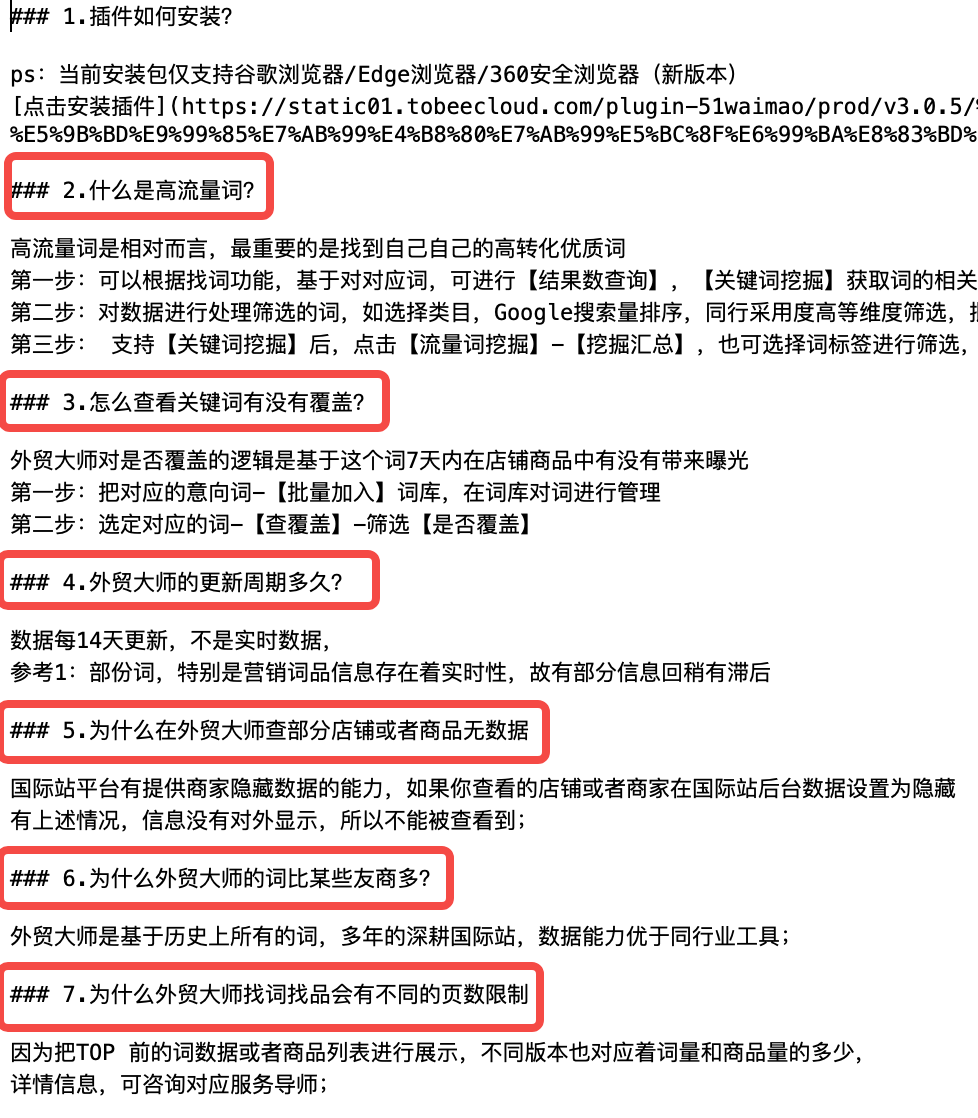 ### 1.插件如何安装?
ps: 当前安装包仅支持谷歌浏览器/Edge浏览器/360安全浏览器（新版本）
[点击安装插件](https://static01.tobeecloud.com/plugin-51waimao/prod/v3.0.5/%
%E5%9B%BD%E9%99%85%E7%AB%99%E4%B8%80%E7%AB%99%E5%BC%8F%E6%99%BA%E8%83%BD%
### 2.什么是高流量词?
高流量词是相对而言，最重要的是找到自己自己的高转化优质词
第一步: 可以根据找词功能，基于对对应词，可进行【结果数查询】，【关键词挖掘】获取词的相关
第二步: 对数据进行处理筛选的词，如选择类目，Google搜索量排序，同行采用度高等维度筛选，
第三步: 支持【关键词挖掘】后，点击【流量词挖掘】-【挖掘汇总】，也可选择词标签进行筛选，
### 3.怎么查看关键词有没有覆盖?
外贸大师对是否覆盖的逻辑是基于这个词7天内在店铺商品中有没有带来曝光
第一步: 把对应的意向词-【批量加入】词库，在词库对词进行管理
第二步: 选定对应的词-【查覆盖】-筛选【是否覆盖】
### 4.外贸大师的更新周期多久?
数据每14天更新，不是实时数据，
参考1: 部份词，特别是营销词品信息存在着实时性，故有部分信息回稍有滞后
### 5.为什么在外贸大师查部分店铺或者商品无数据
国际站平台有提供商家隐藏数据的能力，如果你查看的店铺或者商家在国际站后台数据设置为隐藏
有上述情况，信息没有对外显示，所以不能被查看到；
### 6.为什么外贸大师的词比某些友商多?
外贸大师是基于历史上所有的词，多年的深耕国际站，数据能力优于同行业工具；
### 7.为什么外贸大师找词找品会有不同的页数限制
因为把TOP 前的词数据或者商品列表进行展示，不同版本也对应着词量和商品量的多少，
详情信息，可咨询对应服务导师；